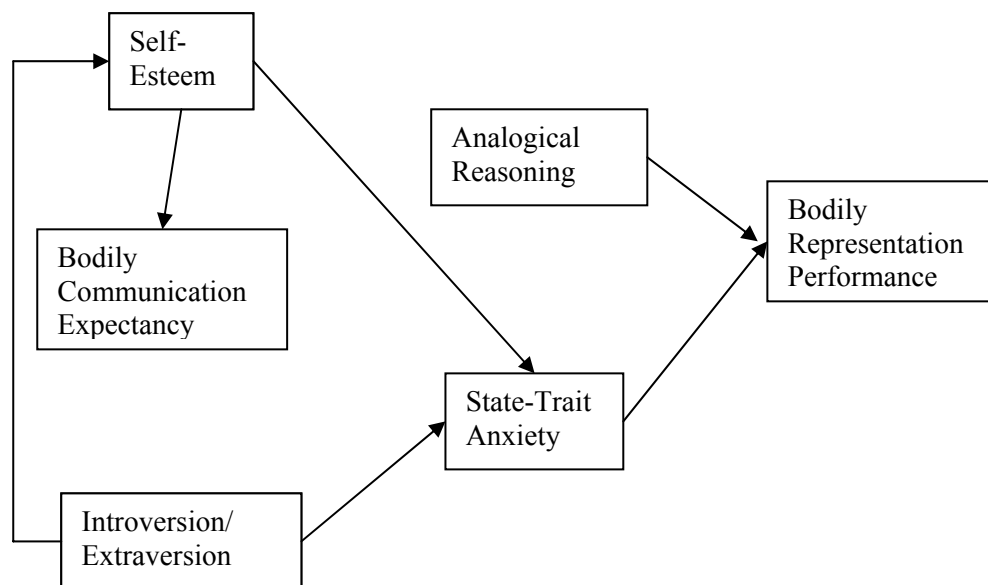 Self-
Esteem
Analogical
Reasoning
Bodily
Representation
Performance
Bodily
Communication
Expectancy
State-Trait
Anxiety
Introversion/
Extraversion